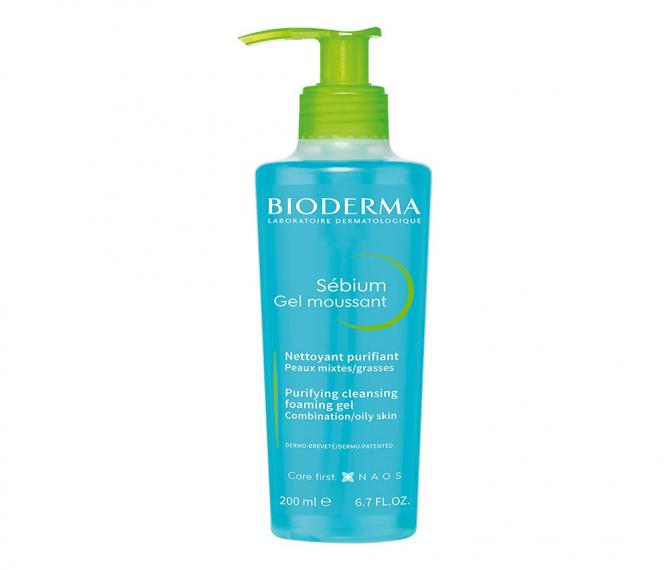 BIODERMA
LABORATOIRE DERMATOLOGIQUE
Sébium
Gel moussant
Nettoyant purifiant
Peaux mixtes/grasses
Purifying cleansing
foaming gel
Combination/oily skin
DERMO-BREVETÉ/DERMO-PATENTED
Care first. NAOS
200 ml ℮ 6.7 FL.OZ.